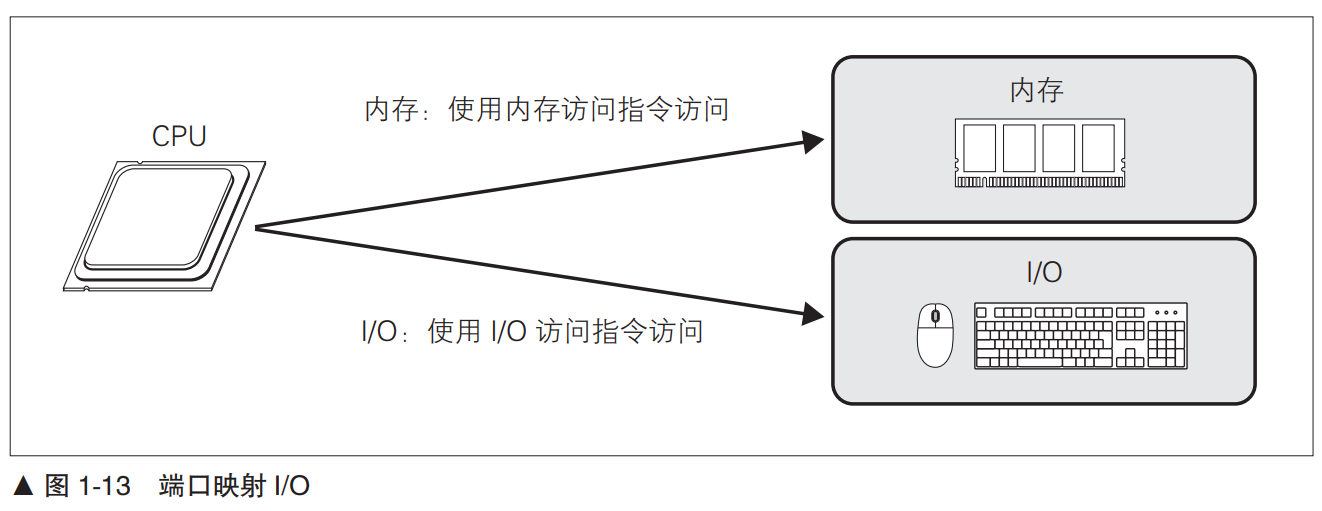 CPU
内存：使用内存访问指令访问
内存
I/O
I/O：使用 I/O 访问指令访问
▲ 图 1-13 端口映射 I/O